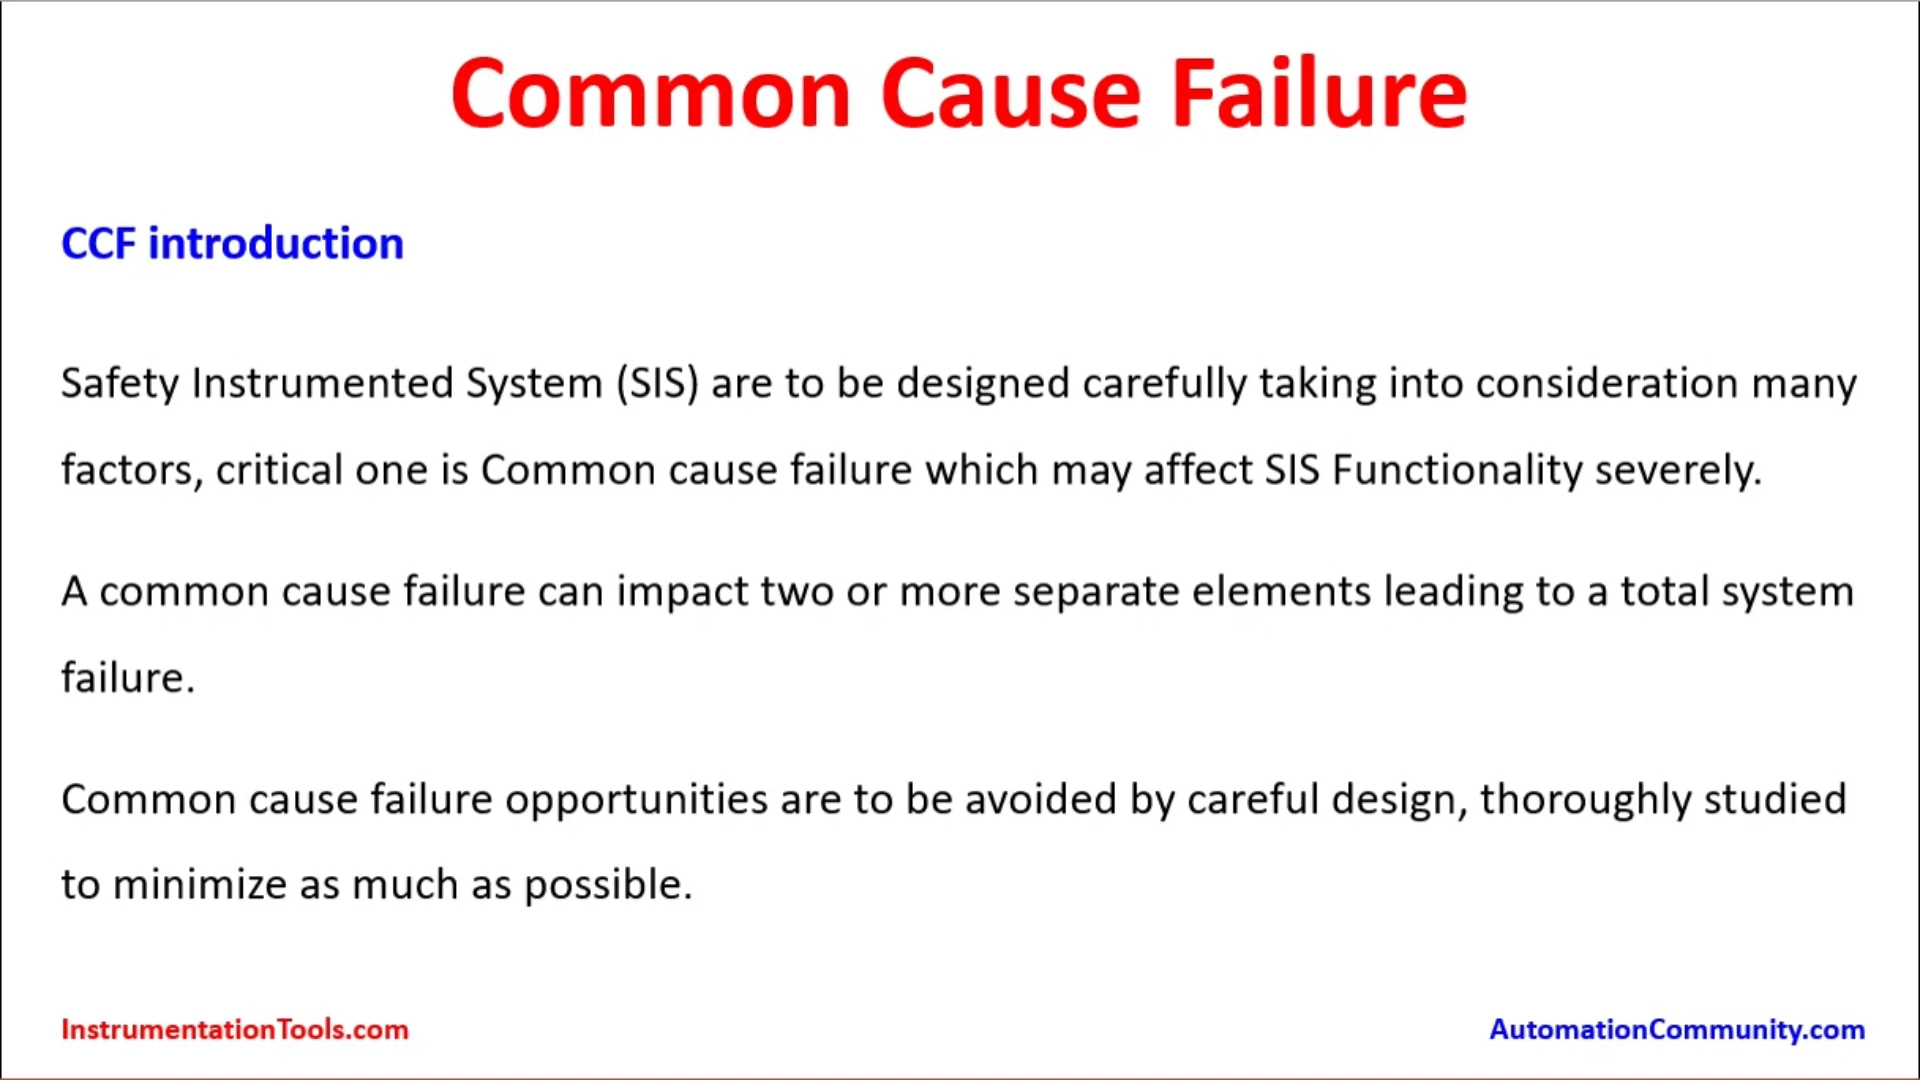 Common Cause Failure
CCF introduction
Safety Instrumented System (SIS) are to be designed carefully taking into consideration many
factors, critical one is Common cause failure which may affect SIS Functionality severely.
A common cause failure can impact two or more separate elements leading to a total system
failure.
Common cause failure opportunities are to be avoided by careful design, thoroughly studied
to minimize as much as possible.
InstrumentationTools.com
AutomationCommunity.com